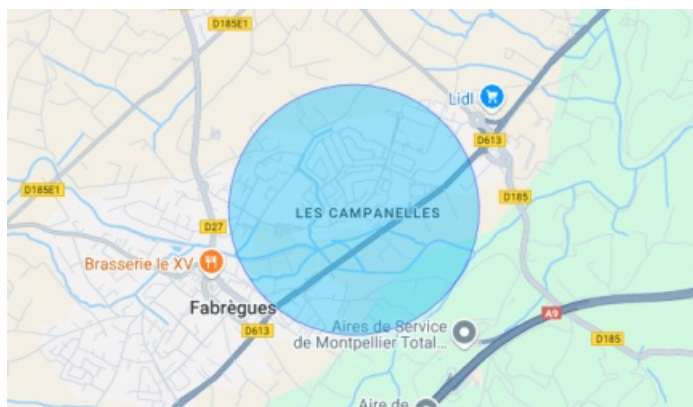 D185E1
Lidl
D613
D185E1
D185
LES CAMPANELLES
D27
Brasserie le XV
Fabrègues
A9
D613
Aires de Service
de Montpellier Total...
D185
Aire de